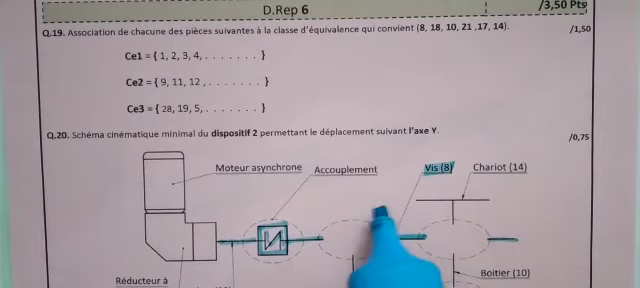 D.Rep 6
/3,50 Pts
Q.19. Association de chacune des pièces suivantes à la classe d'équivalence qui convient (8, 18, 10, 21 ,17, 14).
/1,50
Ce1 = { 1, 2, 3, 4, . . . . . . . }
Ce2 = { 9, 11, 12 , . . . . . . . }
Ce3 = { 28, 19, 5, . . . . . . . }
Q.20. Schéma cinématique minimal du dispositif 2 permettant le déplacement suivant l'axe Y.
/0,75
Moteur asynchrone
Accouplement
Vis (8)
Chariot (14)
Boitier (10)
Réducteur à